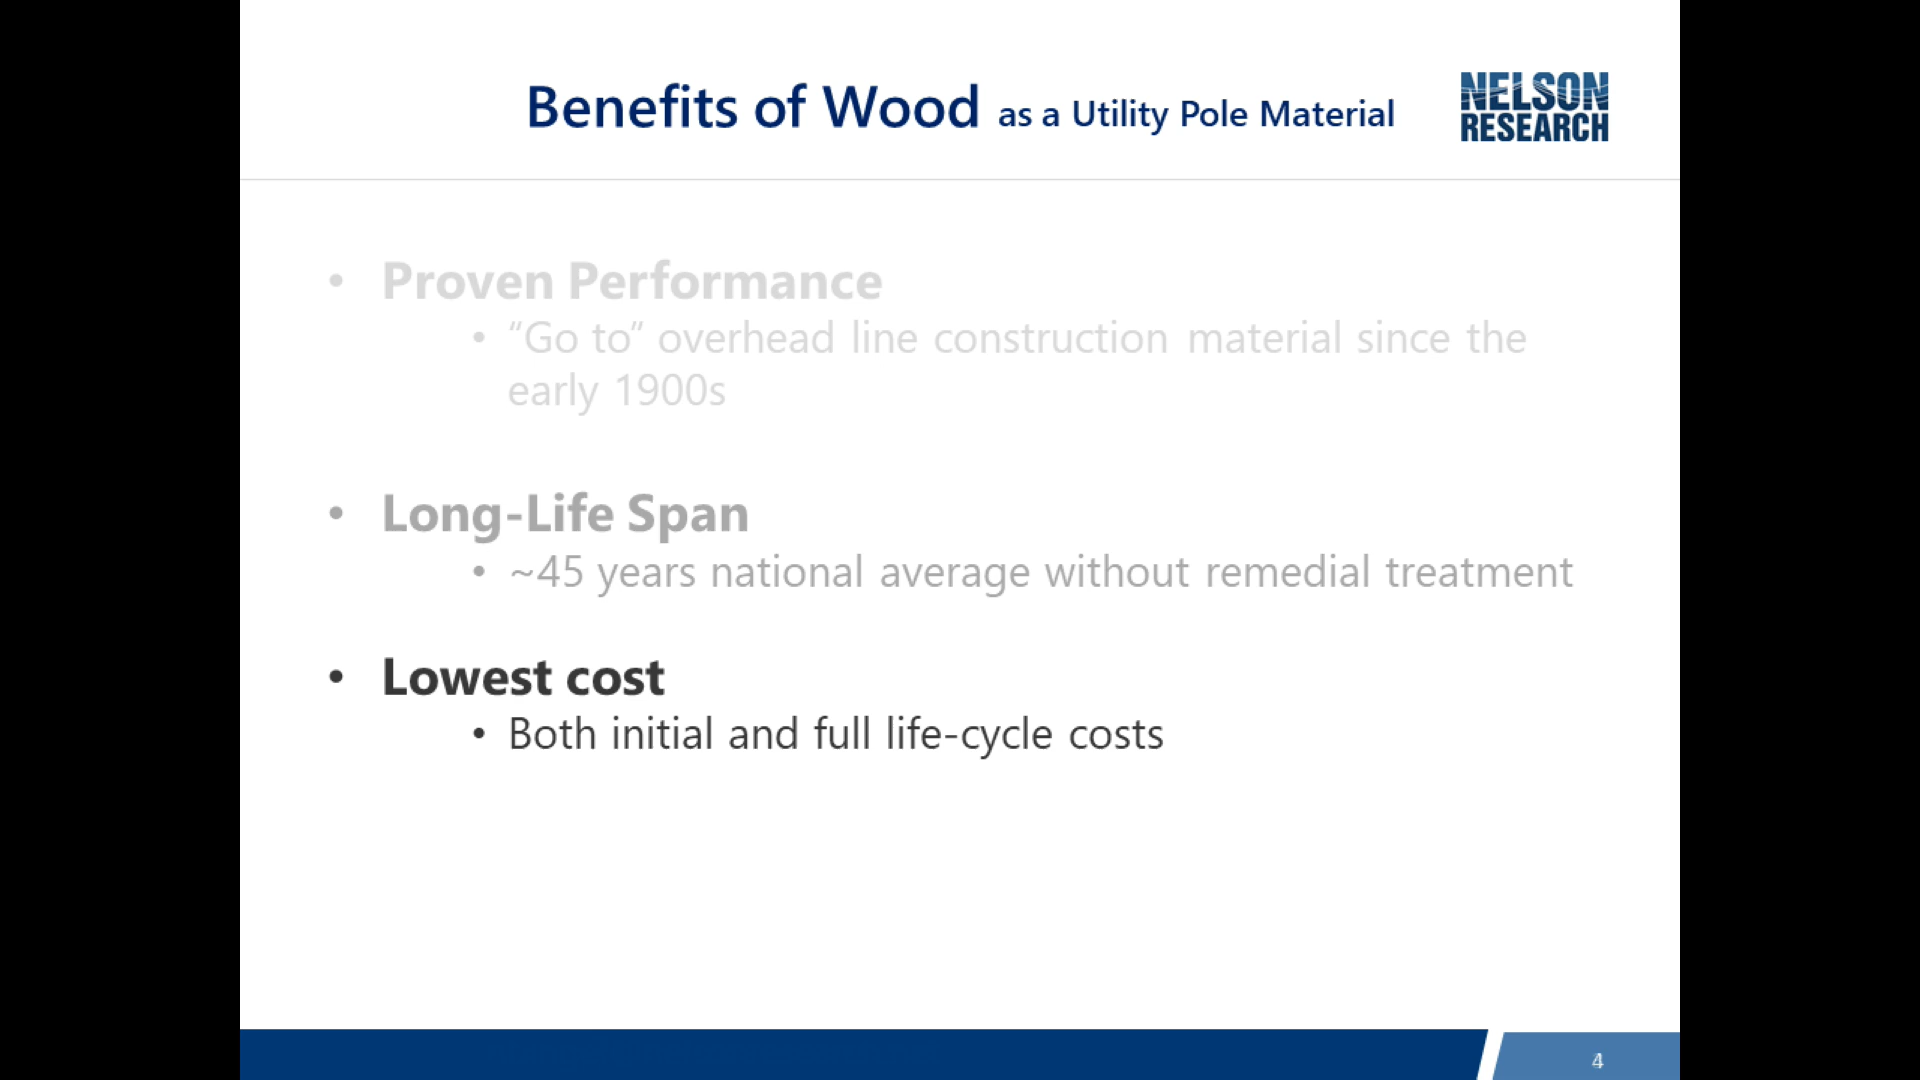 Benefits of Wood as a Utility Pole Material
NELSON
RESEARCH
• Proven Performance
• “Go to” overhead line construction material since the
early 1900s
• Long-Life Span
• ~45 years national average without remedial treatment
• Lowest cost
• Both initial and full life-cycle costs
4